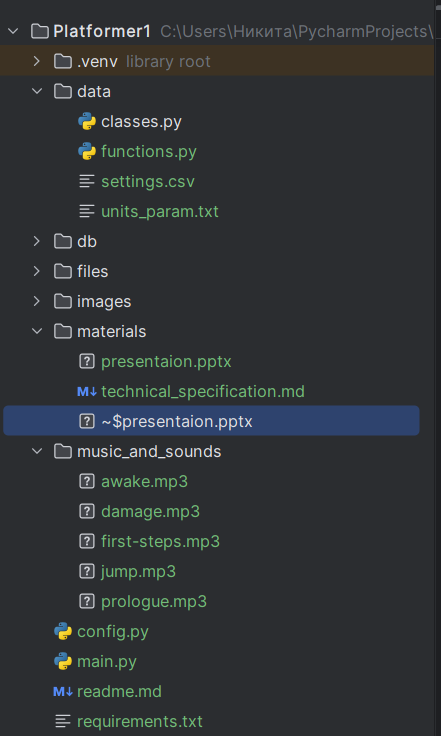 Platformer1 C:\Users\Никита\PycharmProjects\
.venv library root
data
classes.py
functions.py
settings.csv
units_param.txt
db
files
images
materials
presentaion.pptx
M↓ technical_specification.md
~$presentaion.pptx
music_and_sounds
awake.mp3
damage.mp3
first-steps.mp3
jump.mp3
prologue.mp3
config.py
main.py
M↓ readme.md
requirements.txt